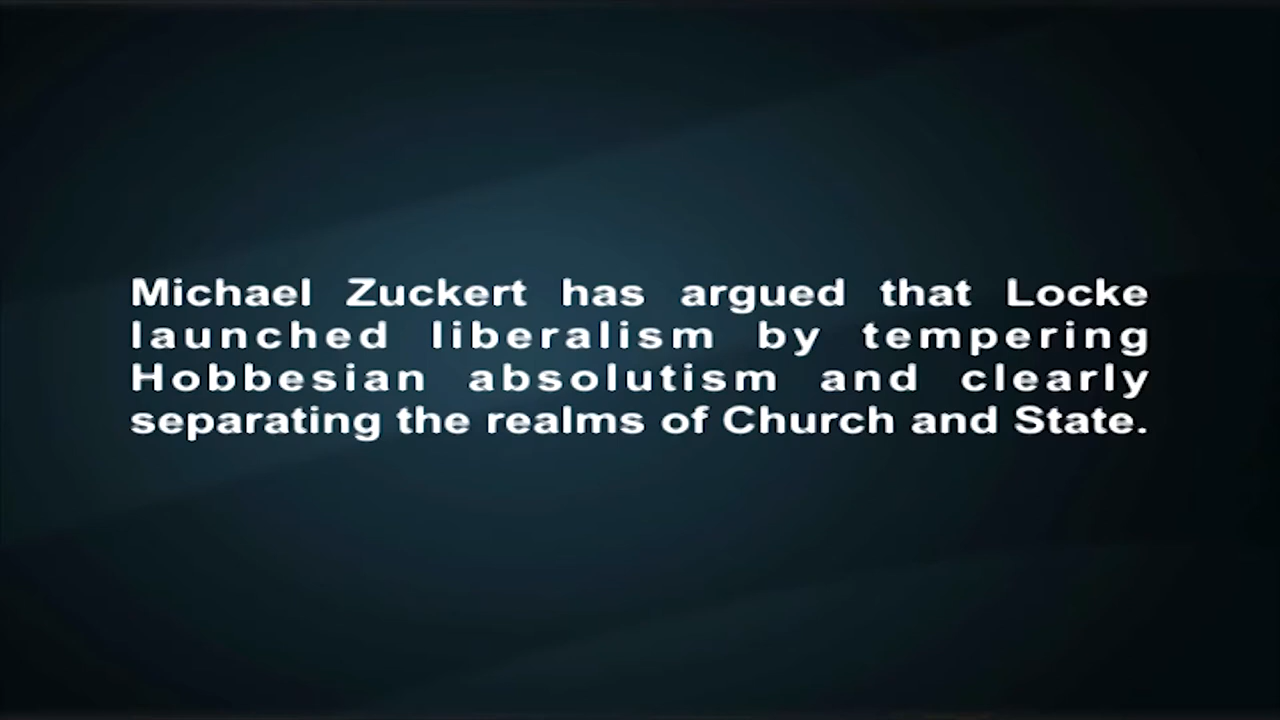 Michael Zuckert has argued that Locke
launched liberalism by tempering
Hobbesian absolutism and clearly
separating the realms of Church and State.